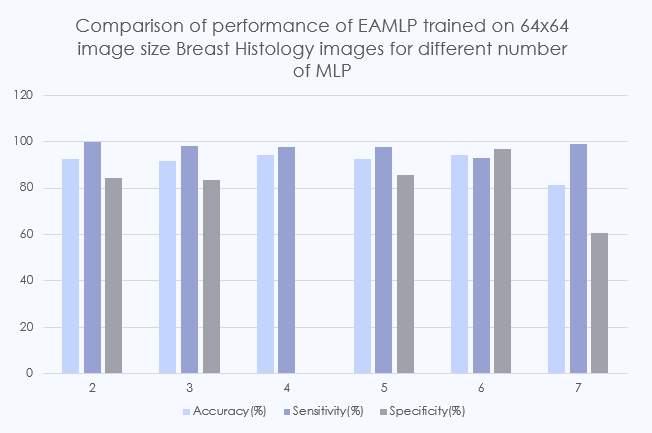 Comparison of performance of EAMLP trained on 64x64
image size Breast Histology images for different number
of MLP
120
100
80
60
40
20
0
2 3 4 5 6 7
Accuracy(%) Sensitivity(%) Specificity(%)